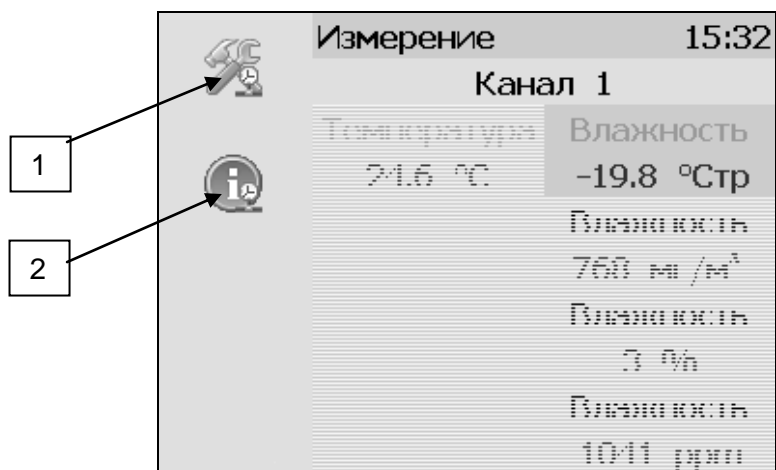 Измерение 15:32
Канал 1
Температура Влажность
24.6 °C -19.8 °Cтр
1
Влажность
768 мг/м³
2
Влажность
3 %
Влажность
1041 ppm